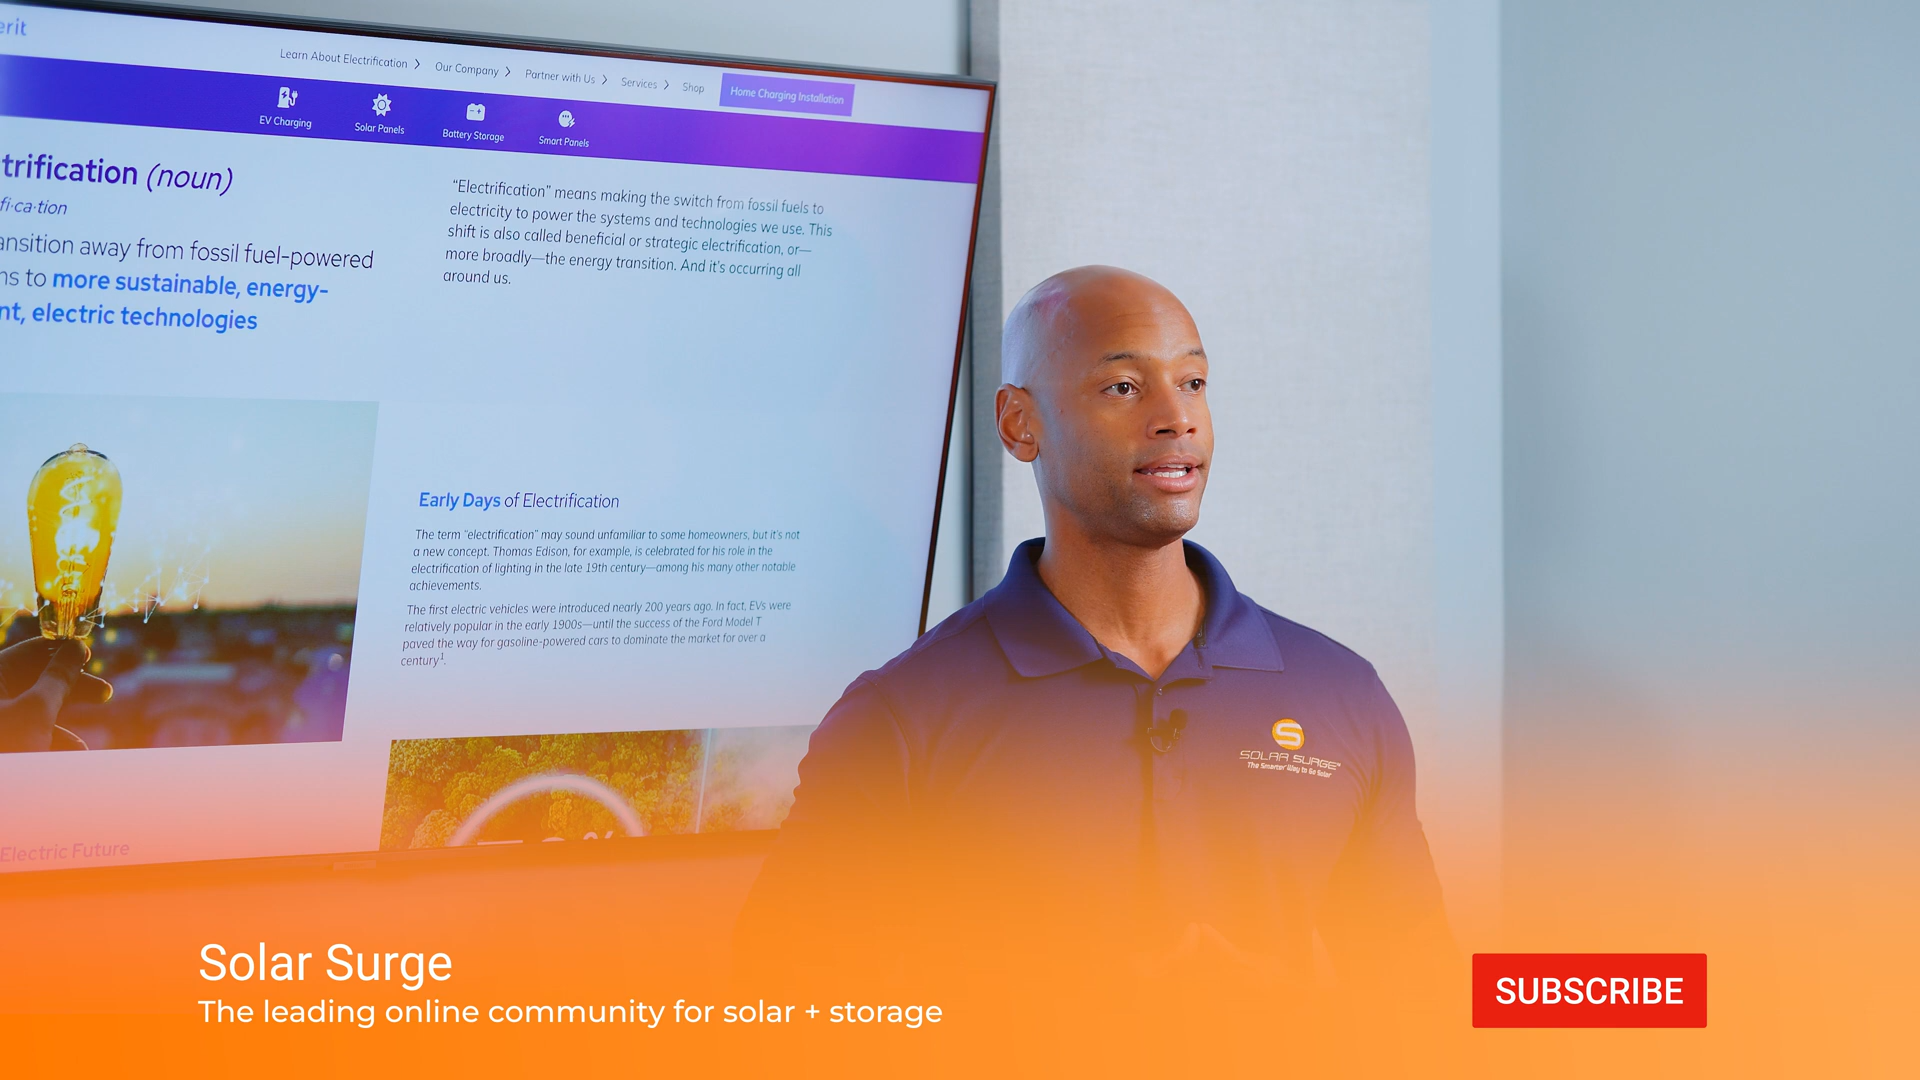 erit
Learn About Electrification
Our Company
Partner with Us
Services
Shop
Home Charging Installation
EV Charging
Solar Panels
Battery Storage
Smart Panels
trification (noun)
fi·ca·tion
ansition away from fossil fuel-powered
ns to more sustainable, energy-
nt, electric technologies
“Electrification” means making the switch from fossil fuels to
electricity to power the systems and technologies we use. This
shift is also called beneficial or strategic electrification, or—
more broadly—the energy transition. And it's occurring all
around us.
Early Days of Electrification
The term “electrification” may sound unfamiliar to some homeowners, but it's not
a new concept. Thomas Edison, for example, is celebrated for his role in the
electrification of lighting in the late 19th century—among his many other notable
achievements.
The first electric vehicles were introduced nearly 200 years ago. In fact, EVs were
relatively popular in the early 1900s—until the success of the Ford Model T
paved the way for gasoline-powered cars to dominate the market for over a
century¹.
Electric Future
S
SOLAR SURGE™
The Smarter Way to Go Solar
Solar Surge
The leading online community for solar + storage
SUBSCRIBE